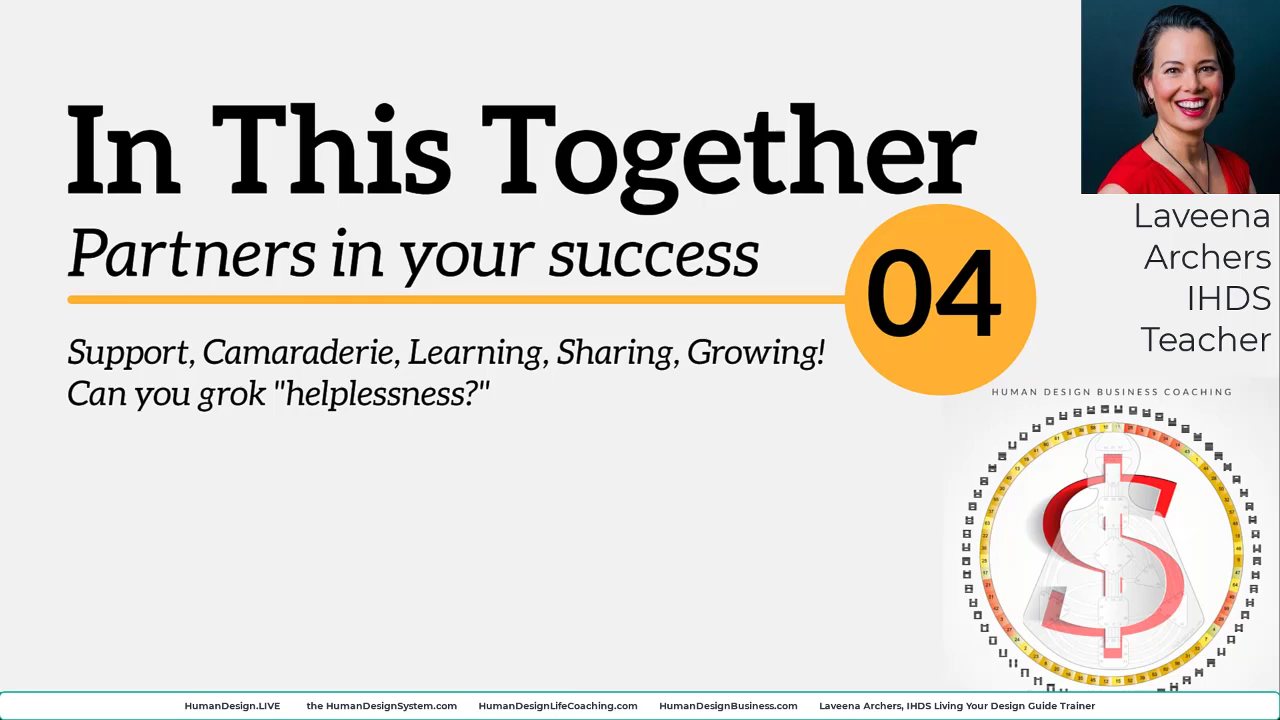 In This Together
Partners in your success
04
Support, Camaraderie, Learning, Sharing, Growing!
Can you grok "helplessness?"
Laveena
Archers
IHDS
Teacher
HUMAN DESIGN BUSINESS COACHING
HumanDesign.LIVE the HumanDesignSystem.com HumanDesignLifeCoaching.com HumanDesignBusiness.com Laveena Archers, IHDS Living Your Design Guide Trainer